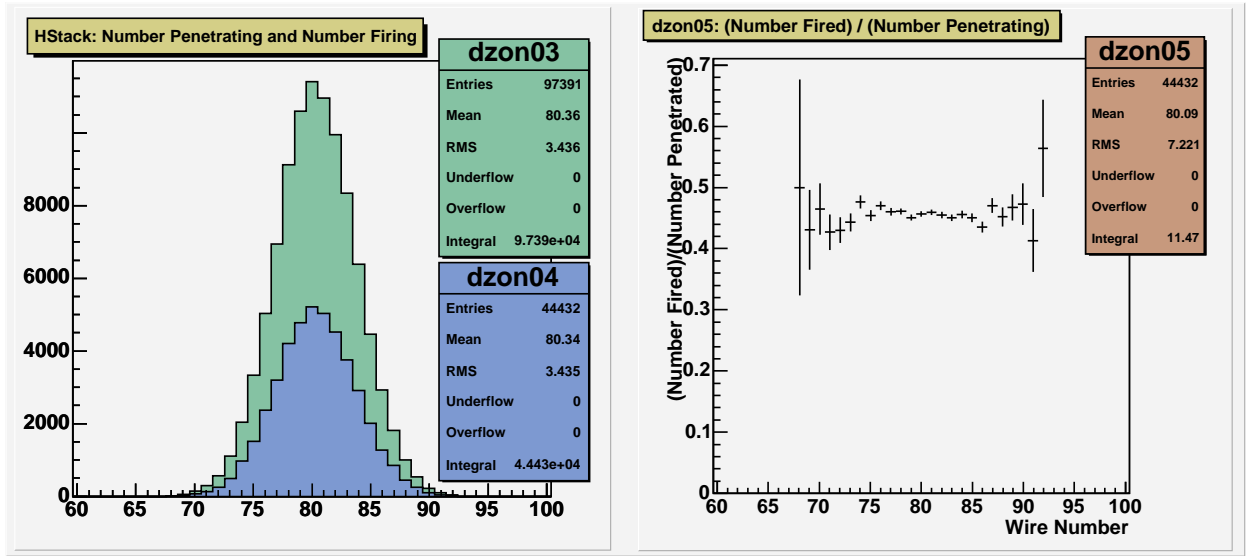 HStack: Number Penetrating and Number Firing
dzon03
Entries 97391
Mean 80.36
RMS 3.436
Underflow 0
Overflow 0
Integral 9.739e+04
dzon04
Entries 44432
Mean 80.34
RMS 3.435
Underflow 0
Overflow 0
Integral 4.443e+04
8000
6000
4000
2000
0
60 65 70 75 80 85 90 95 100
dzon05: (Number Fired) / (Number Penetrating)
dzon05
Entries 44432
Mean 80.09
RMS 7.221
Underflow 0
Overflow 0
Integral 11.47
(Number Fired)/(Number Penetrated)
0.7
0.6
0.5
0.4
0.3
0.2
0.1
0
60 65 70 75 80 85 90 95 100
Wire Number